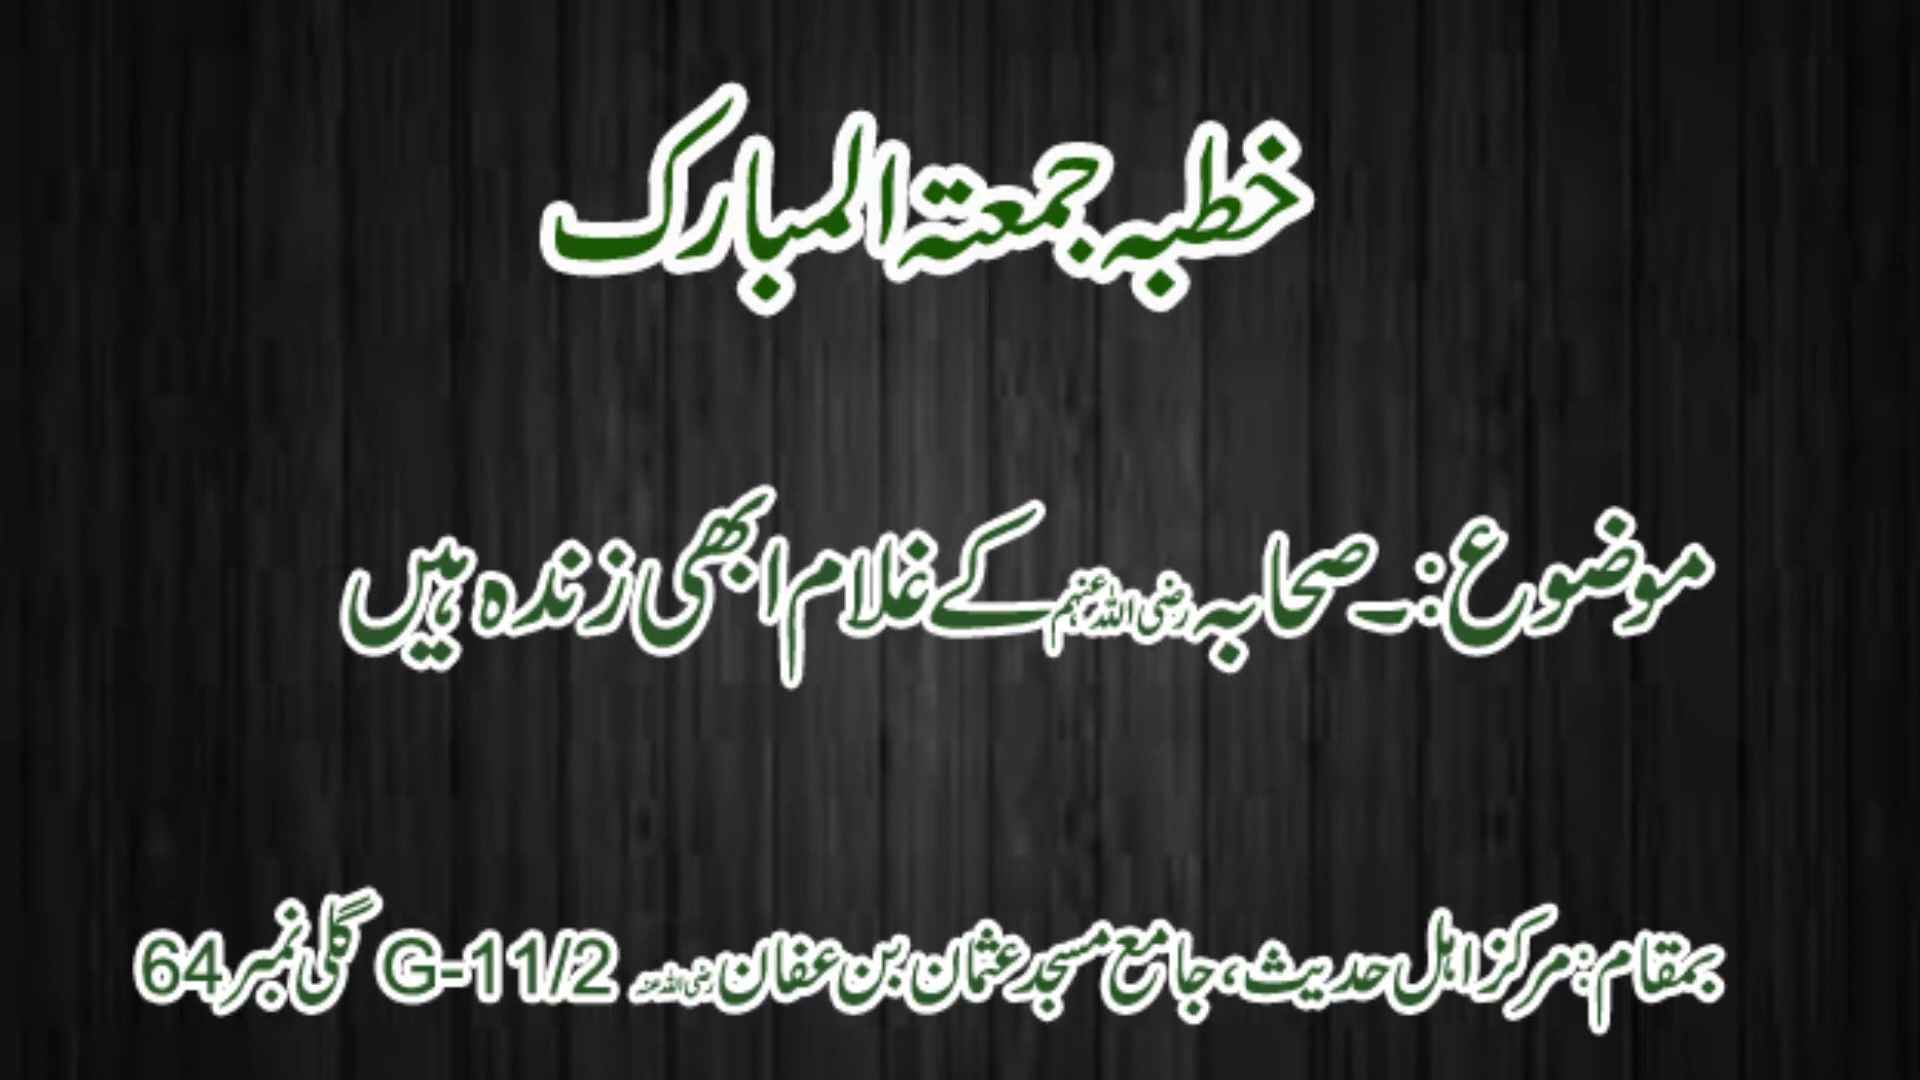 خطبہ جمعتہ المبارک
موضوع:۔ صحابہ رضی اللہ عنہم کے غلام ابھی زندہ ہیں
بمقام: مرکز اہل حدیث، جامع مسجد عثمان بن عفان رضی اللہ عنہ G-11/2 گلی نمبر 64